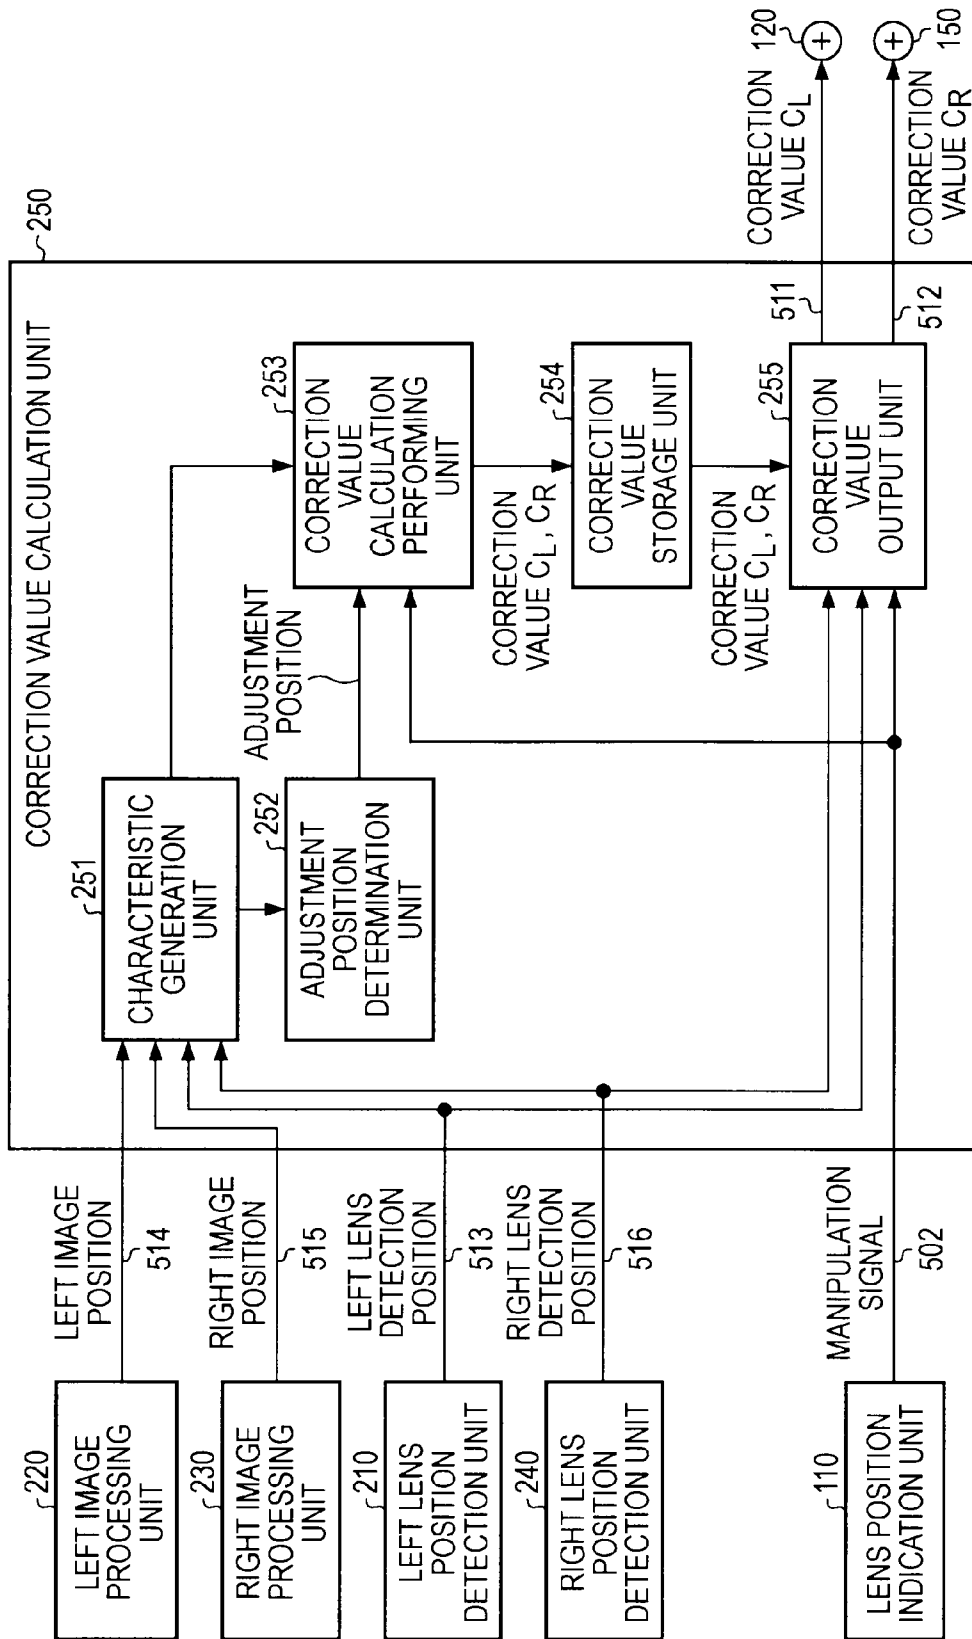 250
CORRECTION VALUE CALCULATION UNIT
220
LEFT IMAGE
PROCESSING
UNIT
LEFT IMAGE
POSITION
514
230
RIGHT IMAGE
PROCESSING
UNIT
RIGHT IMAGE
POSITION
515
210
LEFT LENS
POSITION
DETECTION UNIT
LEFT LENS
DETECTION
POSITION
513
240
RIGHT LENS
POSITION
DETECTION UNIT
RIGHT LENS
DETECTION
POSITION
516
110
LENS POSITION
INDICATION UNIT
MANIPULATION
SIGNAL
502
251
CHARACTERISTIC
GENERATION
UNIT
252
ADJUSTMENT
POSITION
DETERMINATION
UNIT
ADJUSTMENT
POSITION
253
CORRECTION
VALUE
CALCULATION
PERFORMING
UNIT
CORRECTION
VALUE CL, CR
254
CORRECTION
VALUE
STORAGE UNIT
CORRECTION
VALUE CL, CR
255
CORRECTION
VALUE
OUTPUT UNIT
511
CORRECTION
VALUE CL
120
+
512
CORRECTION
VALUE CR
150
+